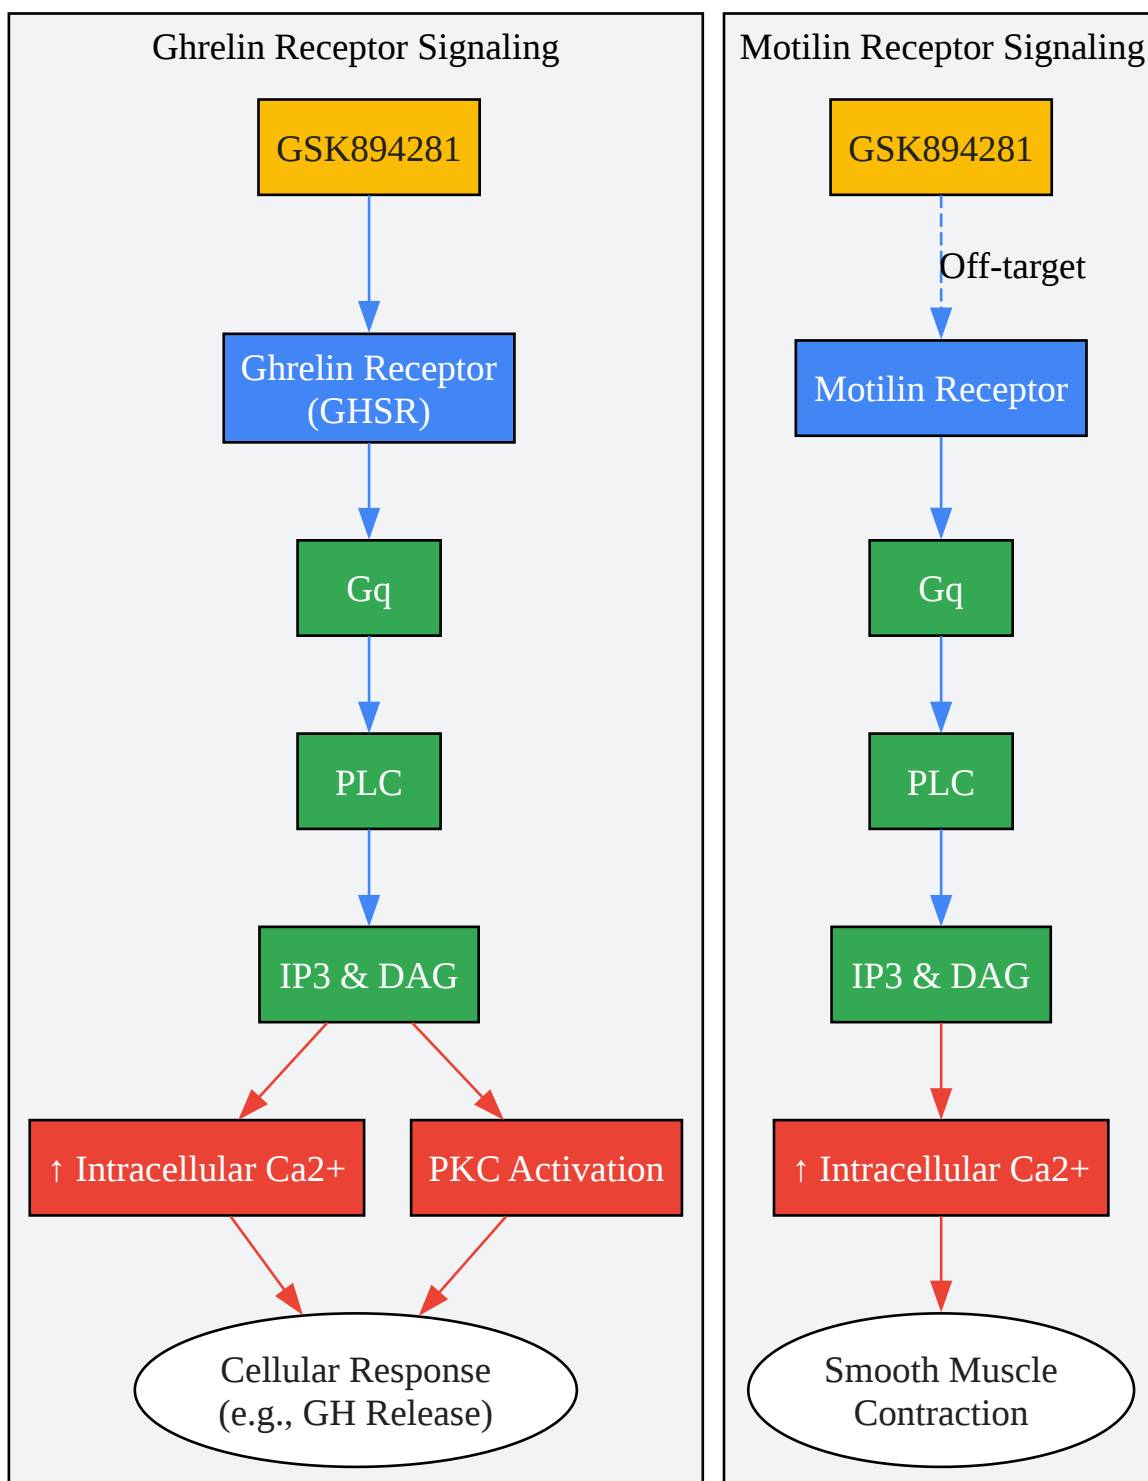 Ghrelin Receptor Signaling
GSK894281
Ghrelin Receptor
(GHSR)
Gq
PLC
IP3 & DAG
↑ Intracellular Ca2+
PKC Activation
Cellular Response
(e.g., GH Release)
Motilin Receptor Signaling
GSK894281
Off-target
Motilin Receptor
Gq
PLC
IP3 & DAG
↑ Intracellular Ca2+
Smooth Muscle
Contraction